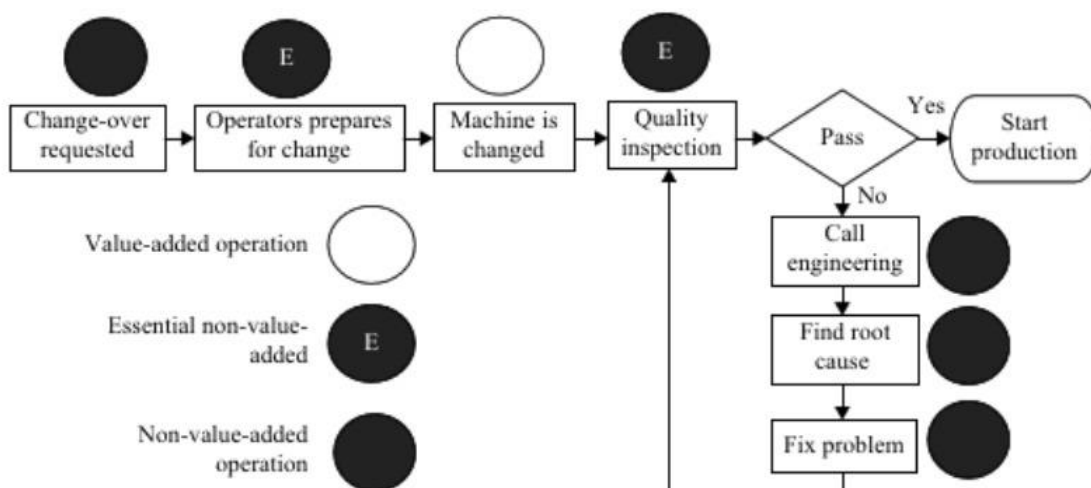 E
E
Change-over
requested
Operators prepares
for change
Machine is
changed
Quality
inspection
Pass
Yes
Start
production
No
Value-added operation
Call
engineering
Essential non-value-
added
E
Find root
cause
Non-value-added
operation
Fix problem